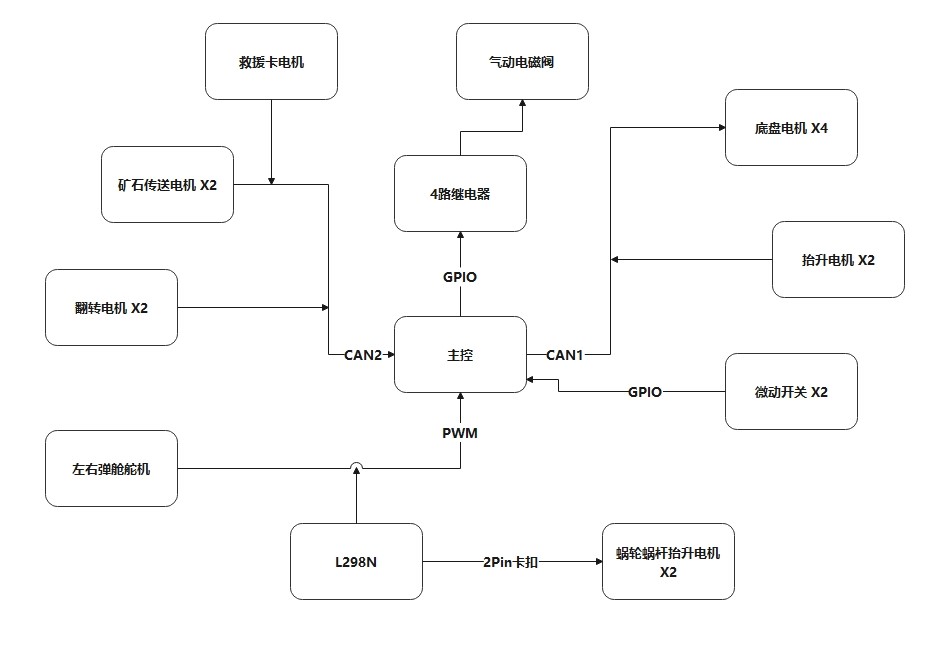 救援卡电机
气动电磁阀
底盘电机 X4
矿石传送电机 X2
4路继电器
抬升电机 X2
GPIO
翻转电机 X2
CAN2
主控
CAN1
GPIO
微动开关 X2
PWM
左右弹舱舵机
L298N
2Pin卡扣
蜗轮蜗杆抬升电机
X2